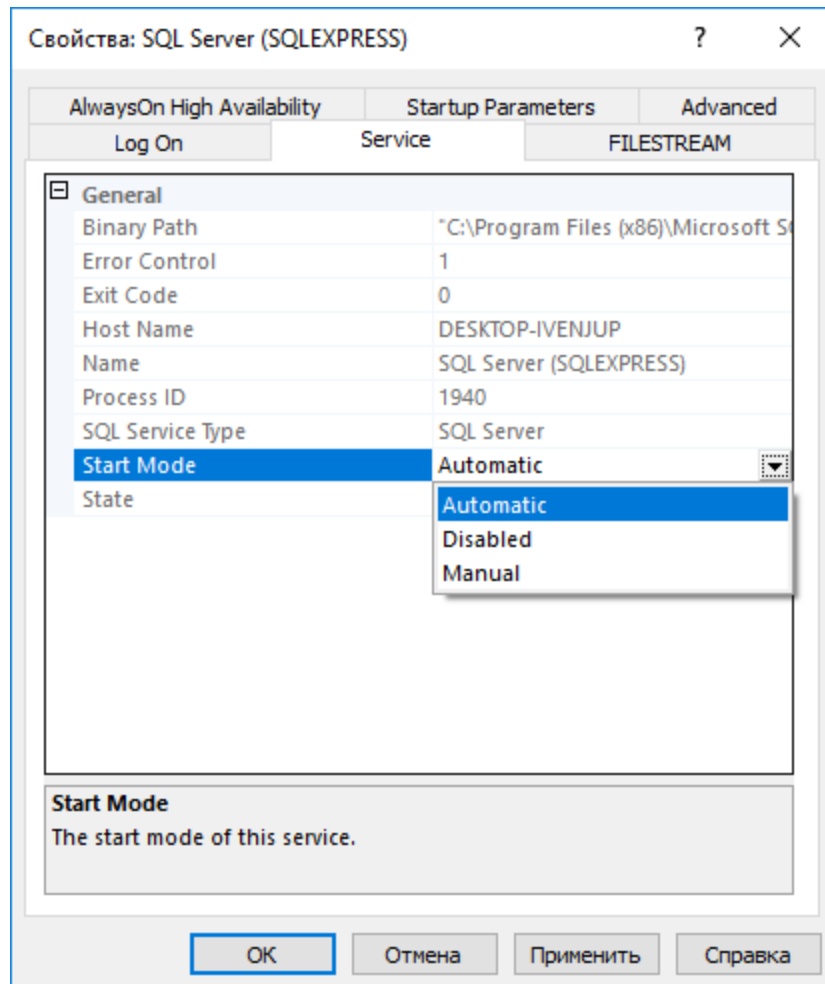 Свойства: SQL Server (SQLEXPRESS) ?
AlwaysOn High Availability Startup Parameters Advanced
Log On Service FILESTREAM
General
Binary Path "C:\Program Files (x86)\Microsoft
Error Control 1
Exit Code 0
Host Name DESKTOP-IVENJUP
Name SQL Server (SQLEXPRESS)
Process ID 1940
SQL Service Type SQL Server
Start Mode Automatic
State
Automatic
Disabled
Manual
Start Mode
The start mode of this service.
OK Отмена Применить Справка